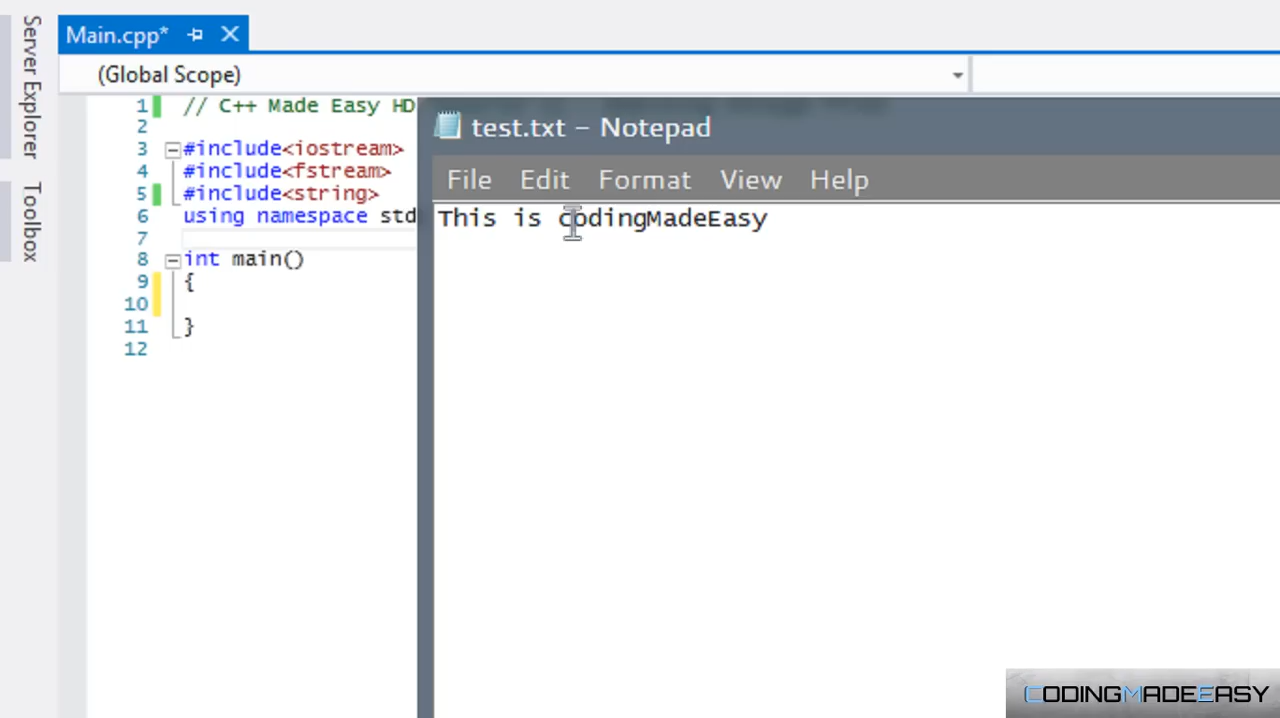 Server Explorer
Toolbox
Main.cpp*
(Global Scope)
1 // C++ Made Easy HD
2
3 #include<iostream>
4 #include<fstream>
5 #include<string>
6 using namespace std
7
8 int main()
9 {
10
11 }
12
test.txt – Notepad
File Edit Format View Help
This is codingMadeEasy
CODINGMADEEASY